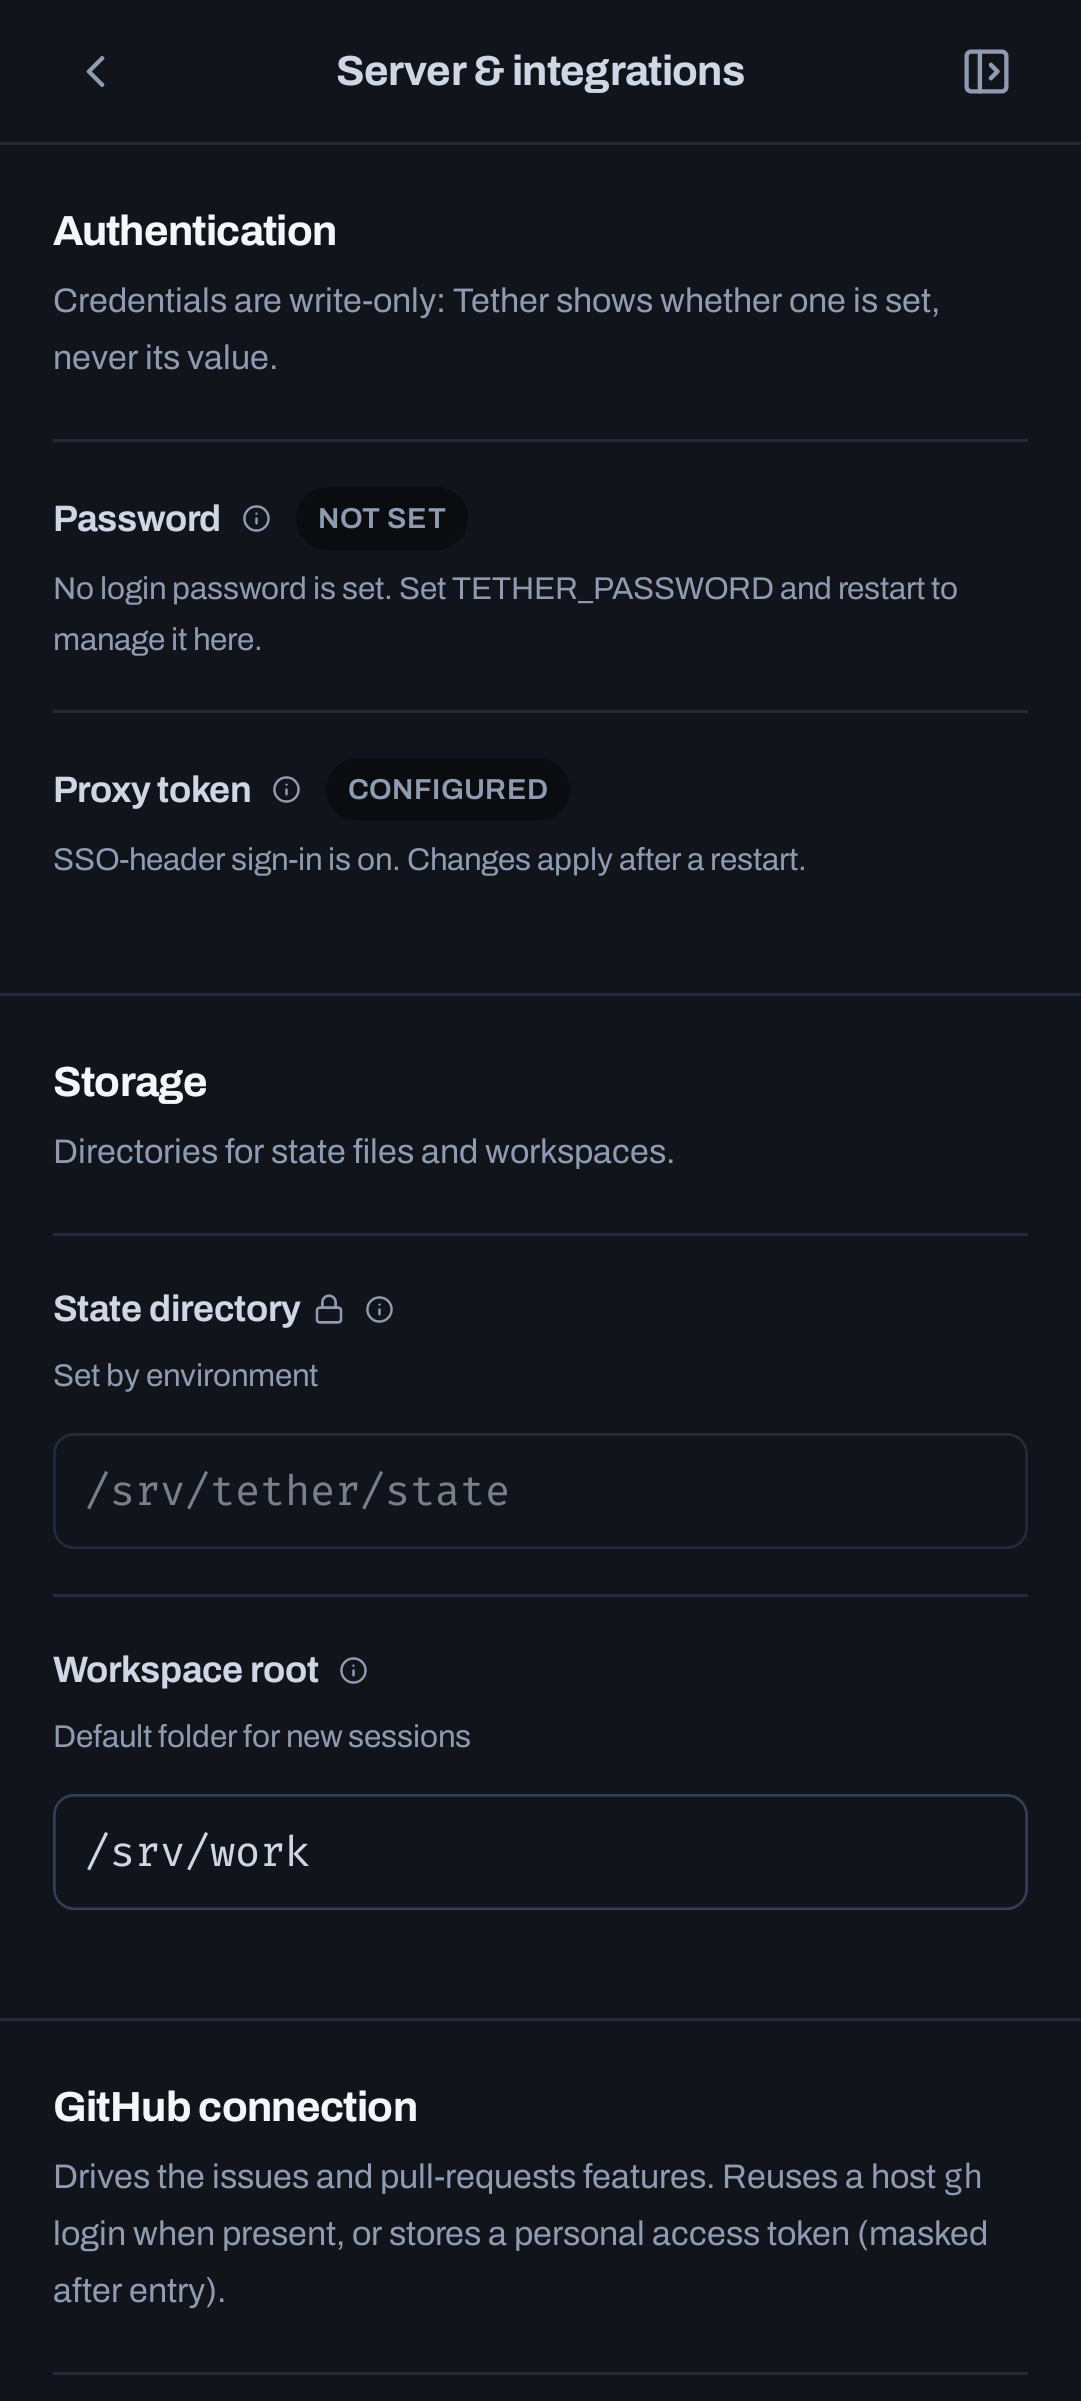 Server & integrations
Authentication
Credentials are write-only: Tether shows whether one is set,
never its value.
Password
NOT SET
No login password is set. Set TETHER_PASSWORD and restart to
manage it here.
Proxy token
CONFIGURED
SSO-header sign-in is on. Changes apply after a restart.
Storage
Directories for state files and workspaces.
State directory
Set by environment
/srv/tether/state
Workspace root
Default folder for new sessions
/srv/work
GitHub connection
Drives the issues and pull-requests features. Reuses a host gh
login when present, or stores a personal access token (masked
after entry).